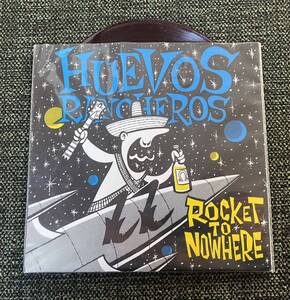 HUEVOS
RANCHEROS
ROCKET
TO
NOWHERE